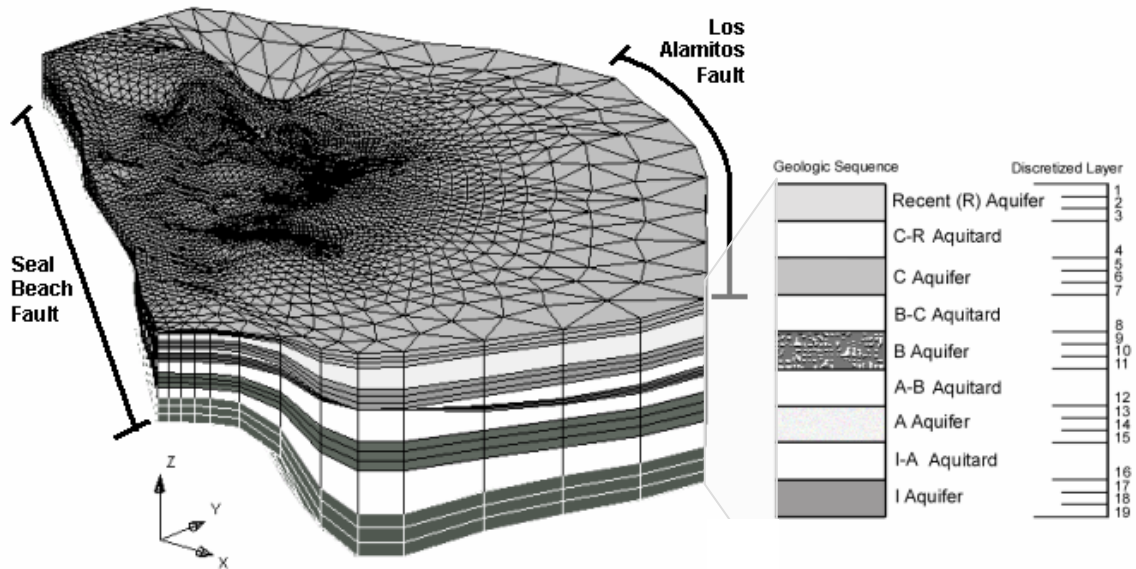 Los
Alamitos
Fault
Seal
Beach
Fault
Z
Y
X
Geologic Sequence
Discretized Layer
Recent (R) Aquifer
C-R Aquitard
C Aquifer
B-C Aquitard
B Aquifer
A-B Aquitard
A Aquifer
I-A Aquitard
I Aquifer
1
2
3
4
5
6
7
8
9
10
11
12
13
14
15
16
17
18
19